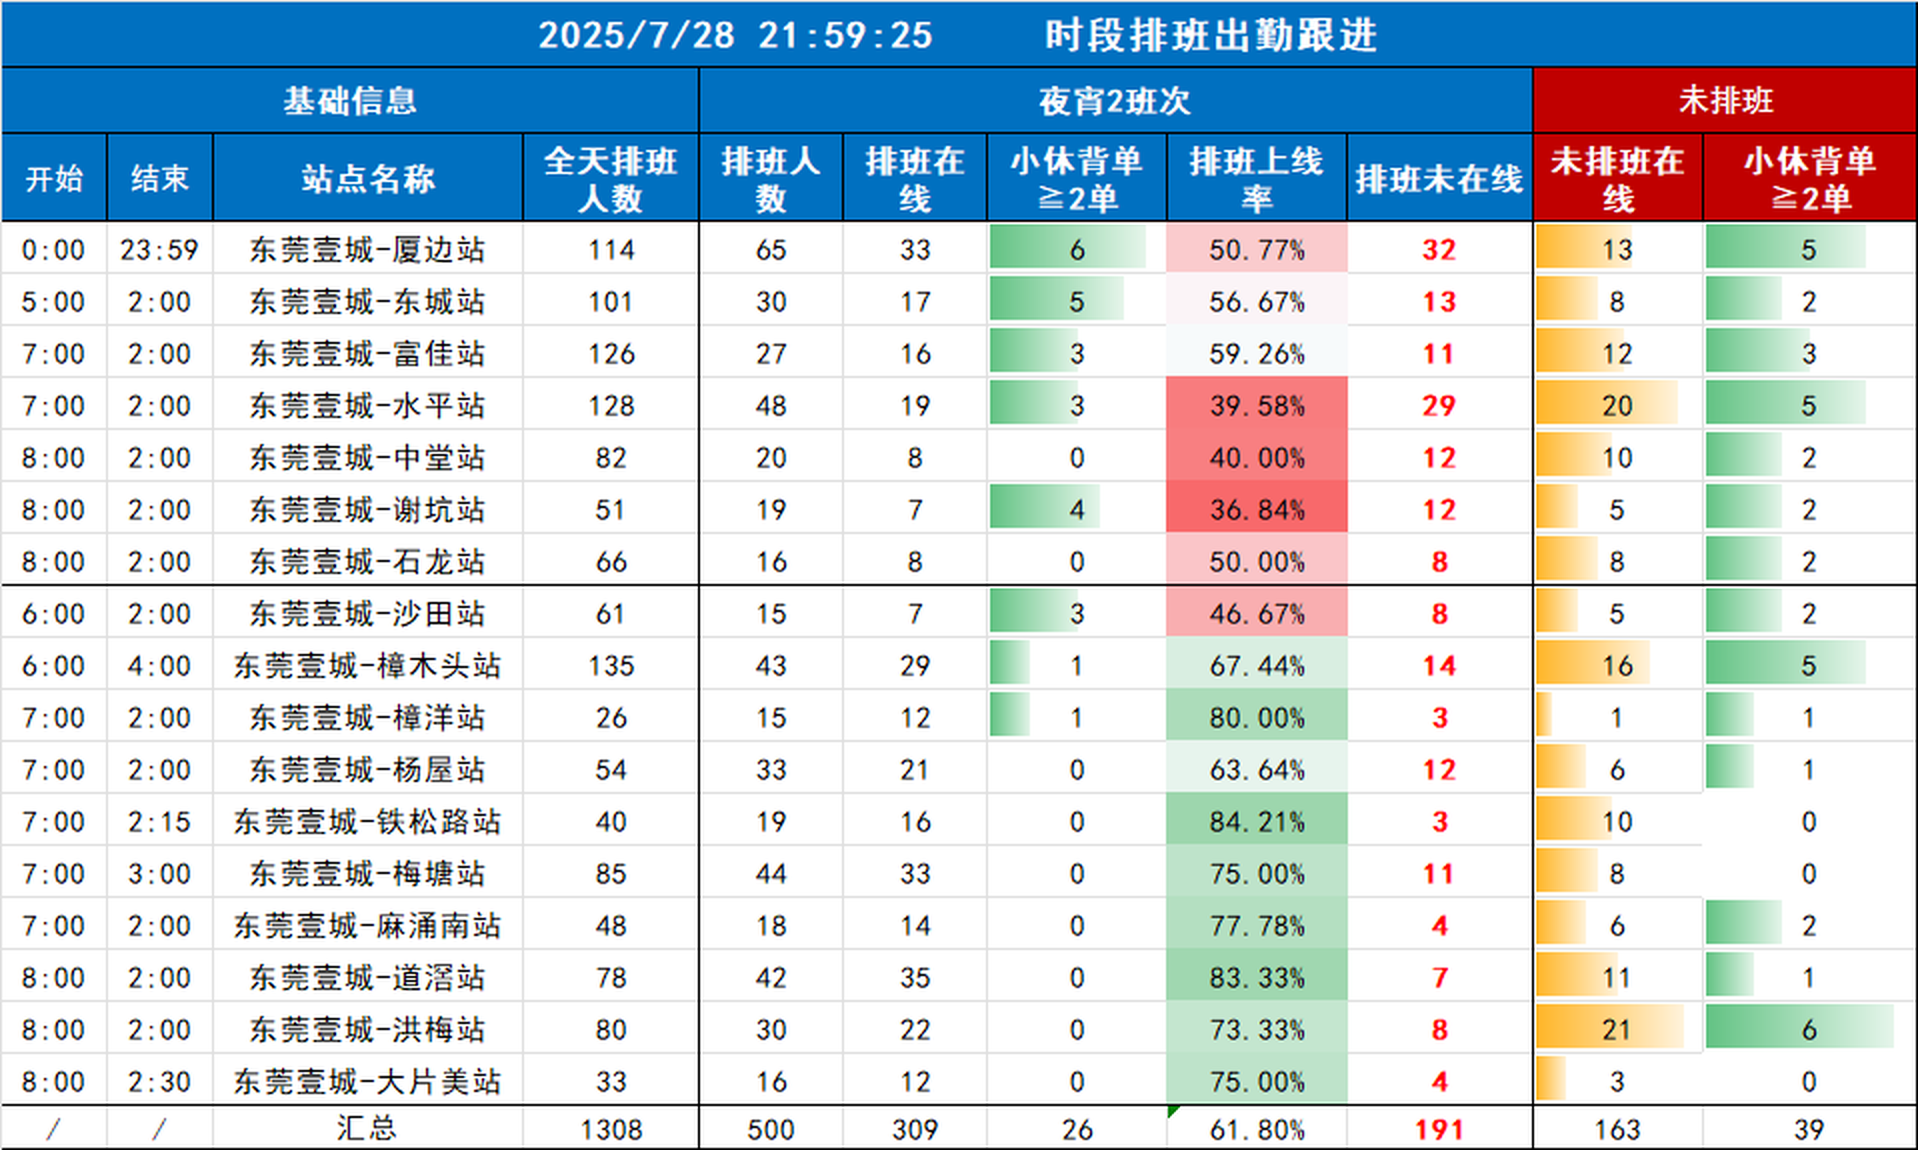 2025/7/28 21:59:25 时段排班出勤跟进
基础信息 夜宵2班次 未排班
开始 结束 站点名称 全天排班人数 排班人数 排班在线 小休背单≧2单 排班上线率 排班未在线 未排班在线 小休背单≧2单
0:00 23:59 东莞壹城-厦边站 114 65 33 6 50.77% 32 13 5
5:00 2:00 东莞壹城-东城站 101 30 17 5 56.67% 13 8 2
7:00 2:00 东莞壹城-富佳站 126 27 16 3 59.26% 11 12 3
7:00 2:00 东莞壹城-水平站 128 48 19 3 39.58% 29 20 5
8:00 2:00 东莞壹城-中堂站 82 20 8 0 40.00% 12 10 2
8:00 2:00 东莞壹城-谢坑站 51 19 7 4 36.84% 12 5 2
8:00 2:00 东莞壹城-石龙站 66 16 8 0 50.00% 8 8 2
6:00 2:00 东莞壹城-沙田站 61 15 7 3 46.67% 8 5 2
6:00 4:00 东莞壹城-樟木头站 135 43 29 1 67.44% 14 16 5
7:00 2:00 东莞壹城-樟洋站 26 15 12 1 80.00% 3 1 1
7:00 2:00 东莞壹城-杨屋站 54 33 21 0 63.64% 12 6 1
7:00 2:15 东莞壹城-铁松路站 40 19 16 0 84.21% 3 10 0
7:00 3:00 东莞壹城-梅塘站 85 44 33 0 75.00% 11 8 0
7:00 2:00 东莞壹城-麻涌南站 48 18 14 0 77.78% 4 6 2
8:00 2:00 东莞壹城-道滘站 78 42 35 0 83.33% 7 11 1
8:00 2:00 东莞壹城-洪梅站 80 30 22 0 73.33% 8 21 6
8:00 2:30 东莞壹城-大片美站 33 16 12 0 75.00% 4 3 0
/ / 汇总 1308 500 309 26 61.80% 191 163 39